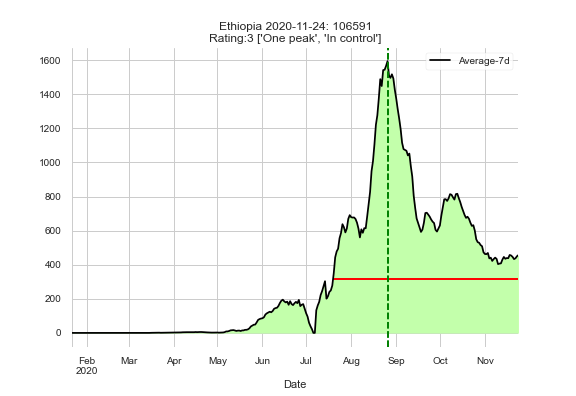 Ethiopia 2020-11-24: 106591
Rating:3 ['One peak', 'In control']
Average-7d
1600
1400
1200
1000
800
600
400
200
0
Feb Mar Apr May Jun Jul Aug Sep Oct Nov
2020
Date